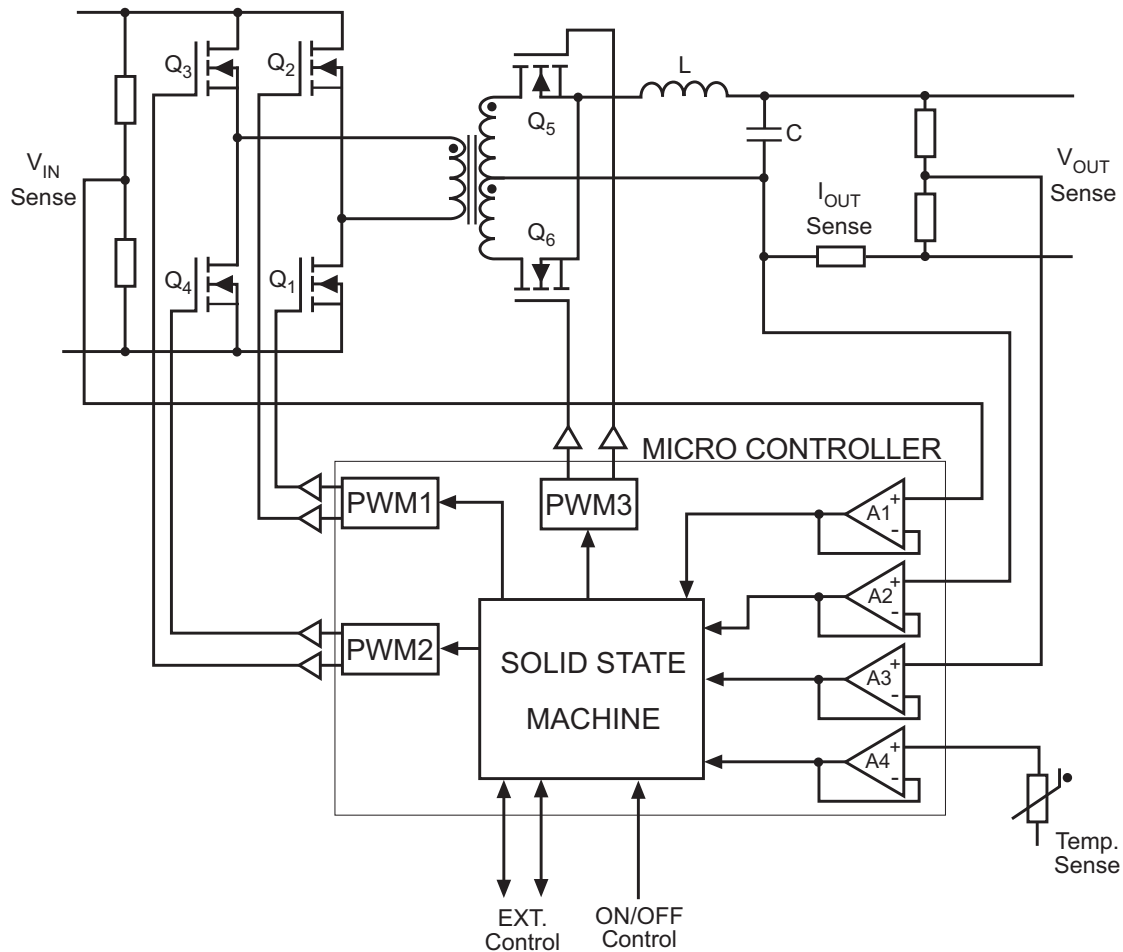 Q3
Q2
Q5
L
C
VIN
Sense
VOUT
Sense
IOUT
Sense
Q6
Q4
Q1
MICRO CONTROLLER
PWM1
PWM3
A1
+
-
A2
+
-
PWM2
SOLID STATE
MACHINE
A3
+
-
A4
+
-
Temp.
Sense
EXT.
Control
ON/OFF
Control